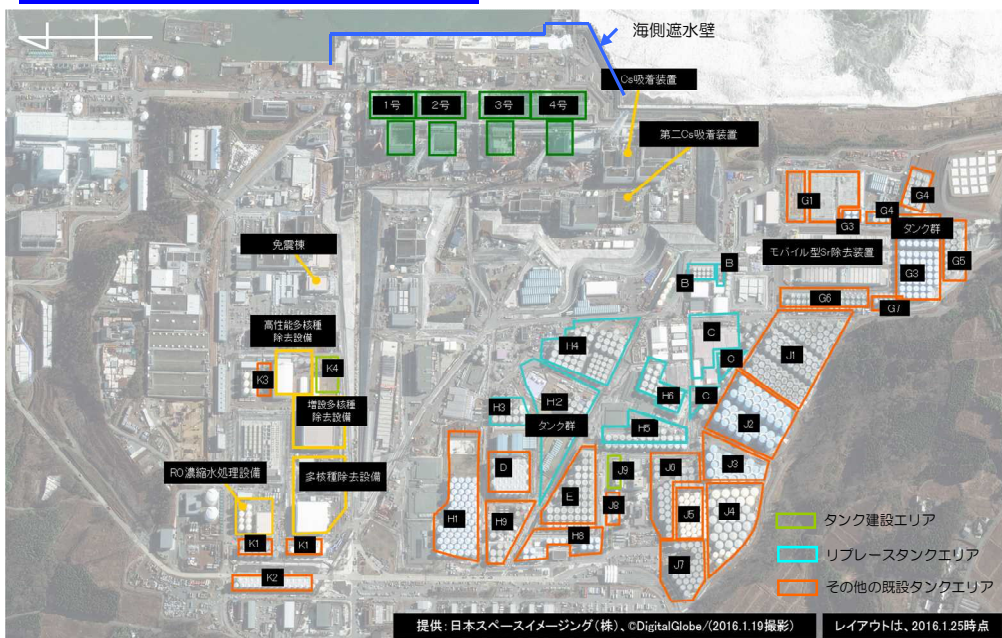 海側遮水壁
Cs吸着装置
1号 2号 3号 4号
第二Cs吸着装置
G1
G4
G3
G4
タンク群
免震棟
モバイル型Sr除去装置
G5
G3
B
B
G6
G7
高性能多核種
除去設備
C
H4
J1
C
K3
K4
H6
C
H2
増設多核種
除去設備
H3
タンク群
H5
J2
D
J9
J6
J3
RO濃縮水処理設備
多核種除去設備
E
J8
J5
J4
H1
H9
タンク建設エリア
K1
K1
H8
リプレースタンクエリア
J7
K2
その他の既設タンクエリア
提供:日本スペースイメージング(株)、©DigitalGlobe/(2016.1.19撮影)
レイアウトは、2016.1.25時点